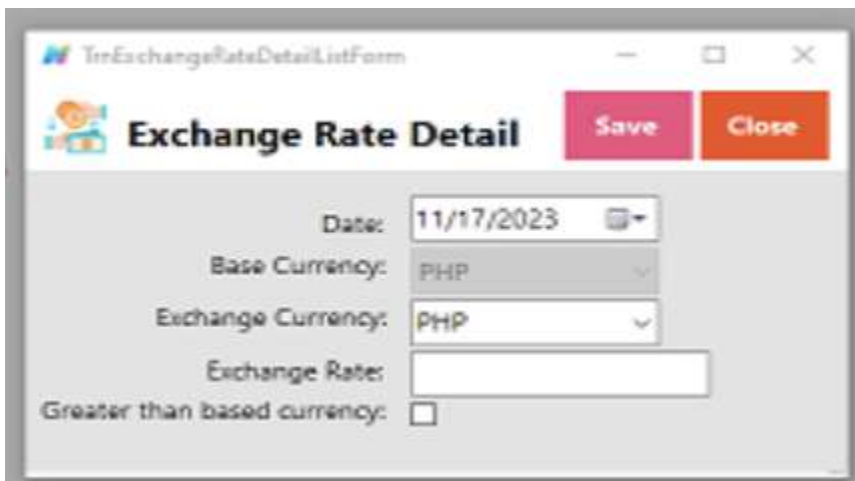 TrnExchangeRateDetailListForm
Exchange Rate Detail
Save
Close
Date: 11/17/2023
Base Currency: PHP
Exchange Currency: PHP
Exchange Rate:
Greater than based currency: